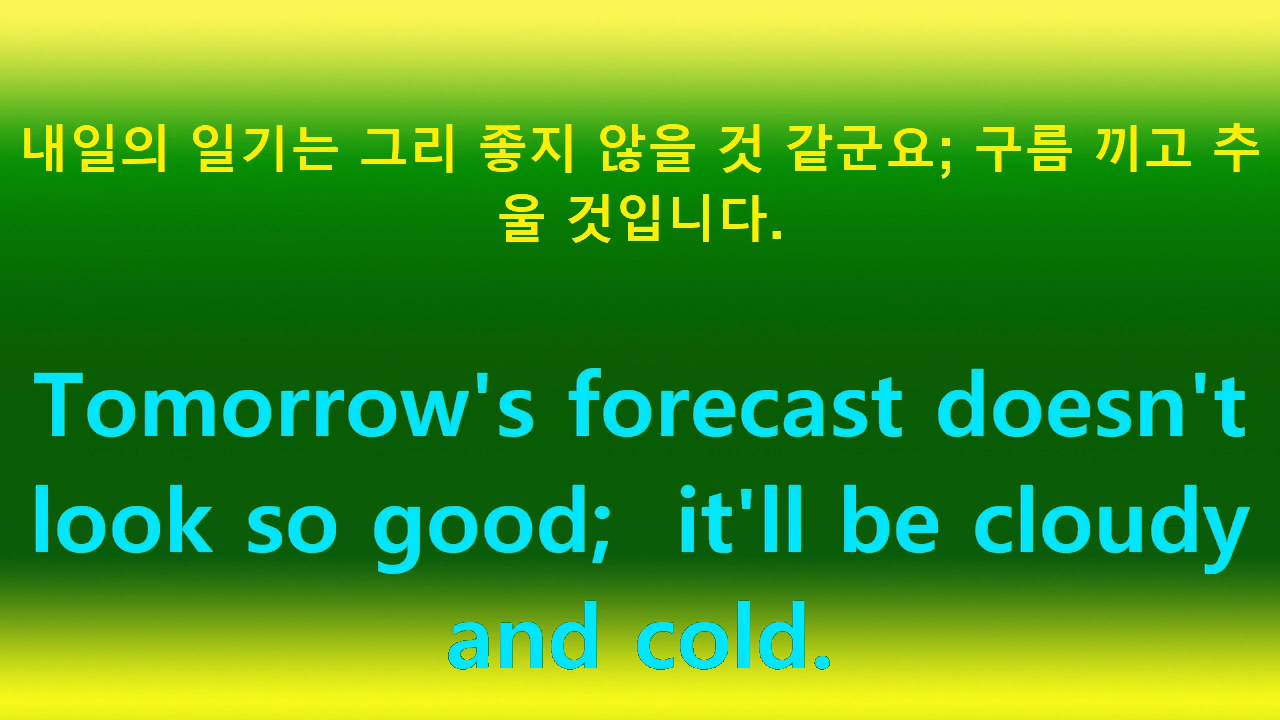 내일의 일기는 그리 좋지 않을 것 같군요; 구름 끼고 추
울 것입니다.
Tomorrow's forecast doesn't
look so good;  it'll be cloudy
and cold.